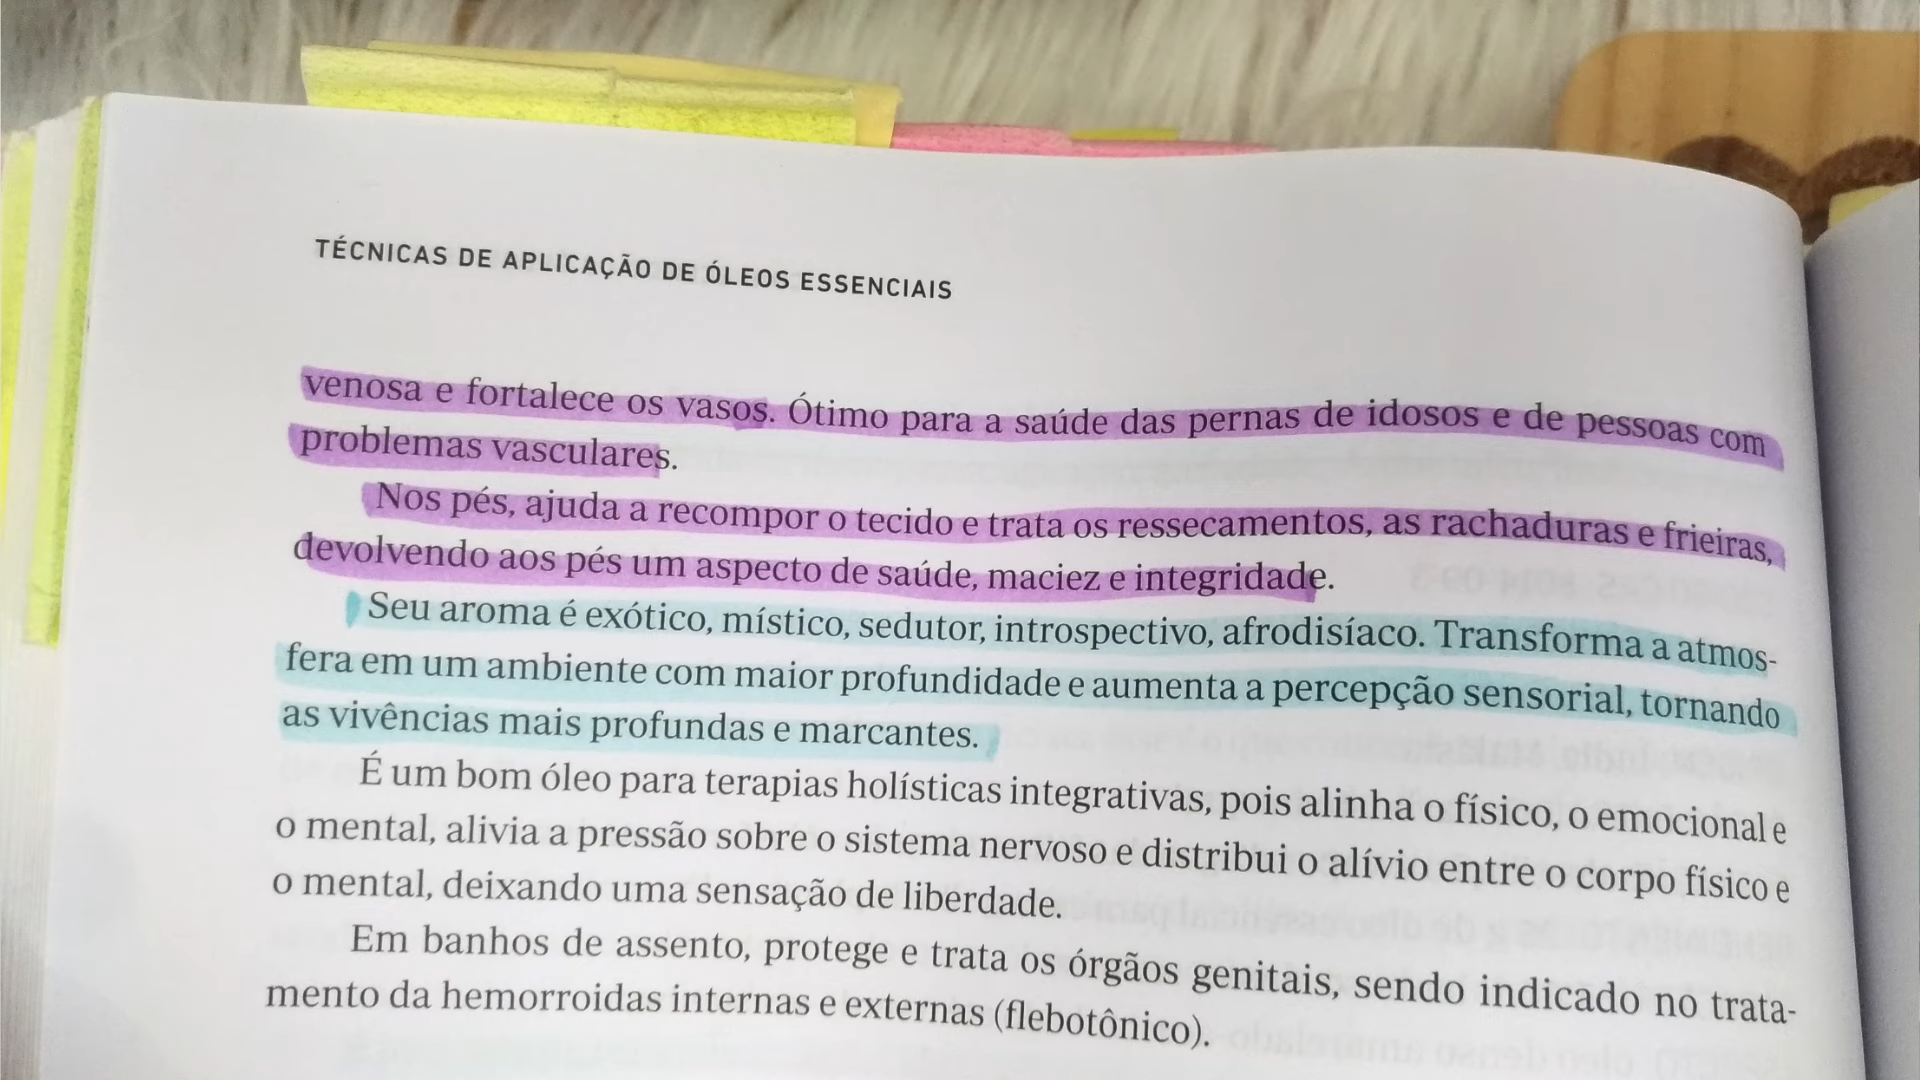 TÉCNICAS DE APLICAÇÃO DE ÓLEOS ESSENCIAIS
venosa e fortalece os vasos. Ótimo para a saúde das pernas de idosos e de pessoas com
problemas vasculares.
Nos pés, ajuda a recompor o tecido e trata os ressecamentos, as rachaduras e frieiras,
devolvendo aos pés um aspecto de saúde, maciez e integridade.
Seu aroma é exótico, místico, sedutor, introspectivo, afrodisíaco. Transforma a atmos-
fera em um ambiente com maior profundidade e aumenta a percepção sensorial, tornando
as vivências mais profundas e marcantes.
É um bom óleo para terapias holísticas integrativas, pois alinha o físico, o emocional e
o mental, alivia a pressão sobre o sistema nervoso e distribui o alívio entre o corpo físico e
o mental, deixando uma sensação de liberdade.
Em banhos de assento, protege e trata os órgãos genitais, sendo indicado no trata-
mento da hemorroidas internas e externas (flebotônico).